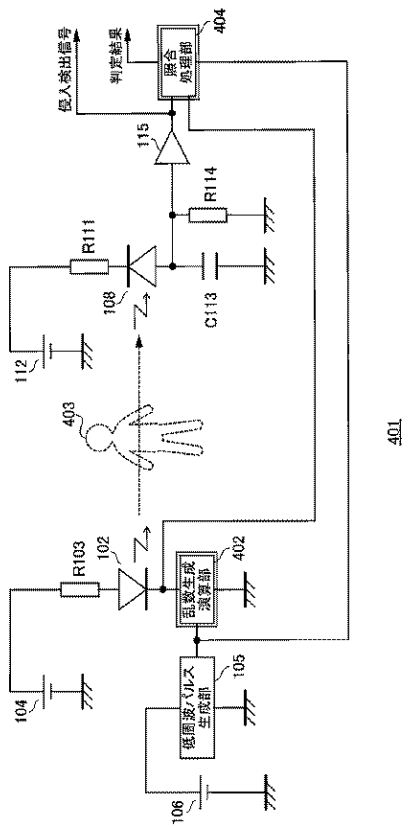 104
R103
102
403
112
R111
108
C113
R114
115
侵入検出信号
判定結果
照合
処理部
404
106
低周波パルス
生成部
105
乱数生成
演算部
402
401